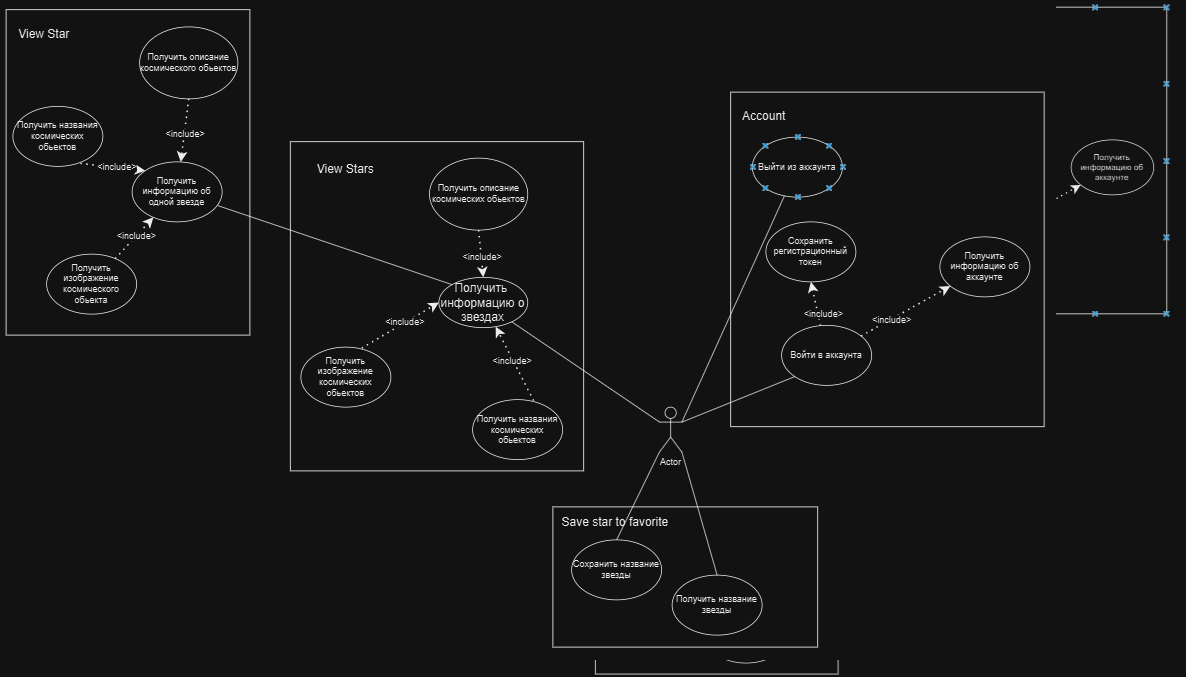 View Star
Получить описание
космического обьектов
Получить названия
космических
обьектов
<include>
<include>
Получить
информацию об
одной звезде
<include>
Получить
изображение
космического
обьекта
View Stars
Получить описание
космических обьектов
<include>
Получить
информацию о
звездах
<include>
<include>
Получить
изображение
космических
обьектов
Получить названия
космических
обьектов
Account
Выйти из аккаунта
Сохранить
регистрационный
токен
Получить
информацию об
аккаунте
<include>
<include>
Войти в аккаунта
Получить
информацию об
аккаунте
Actor
Save star to favorite
Сохранить название
звезды
Получить название
звезды